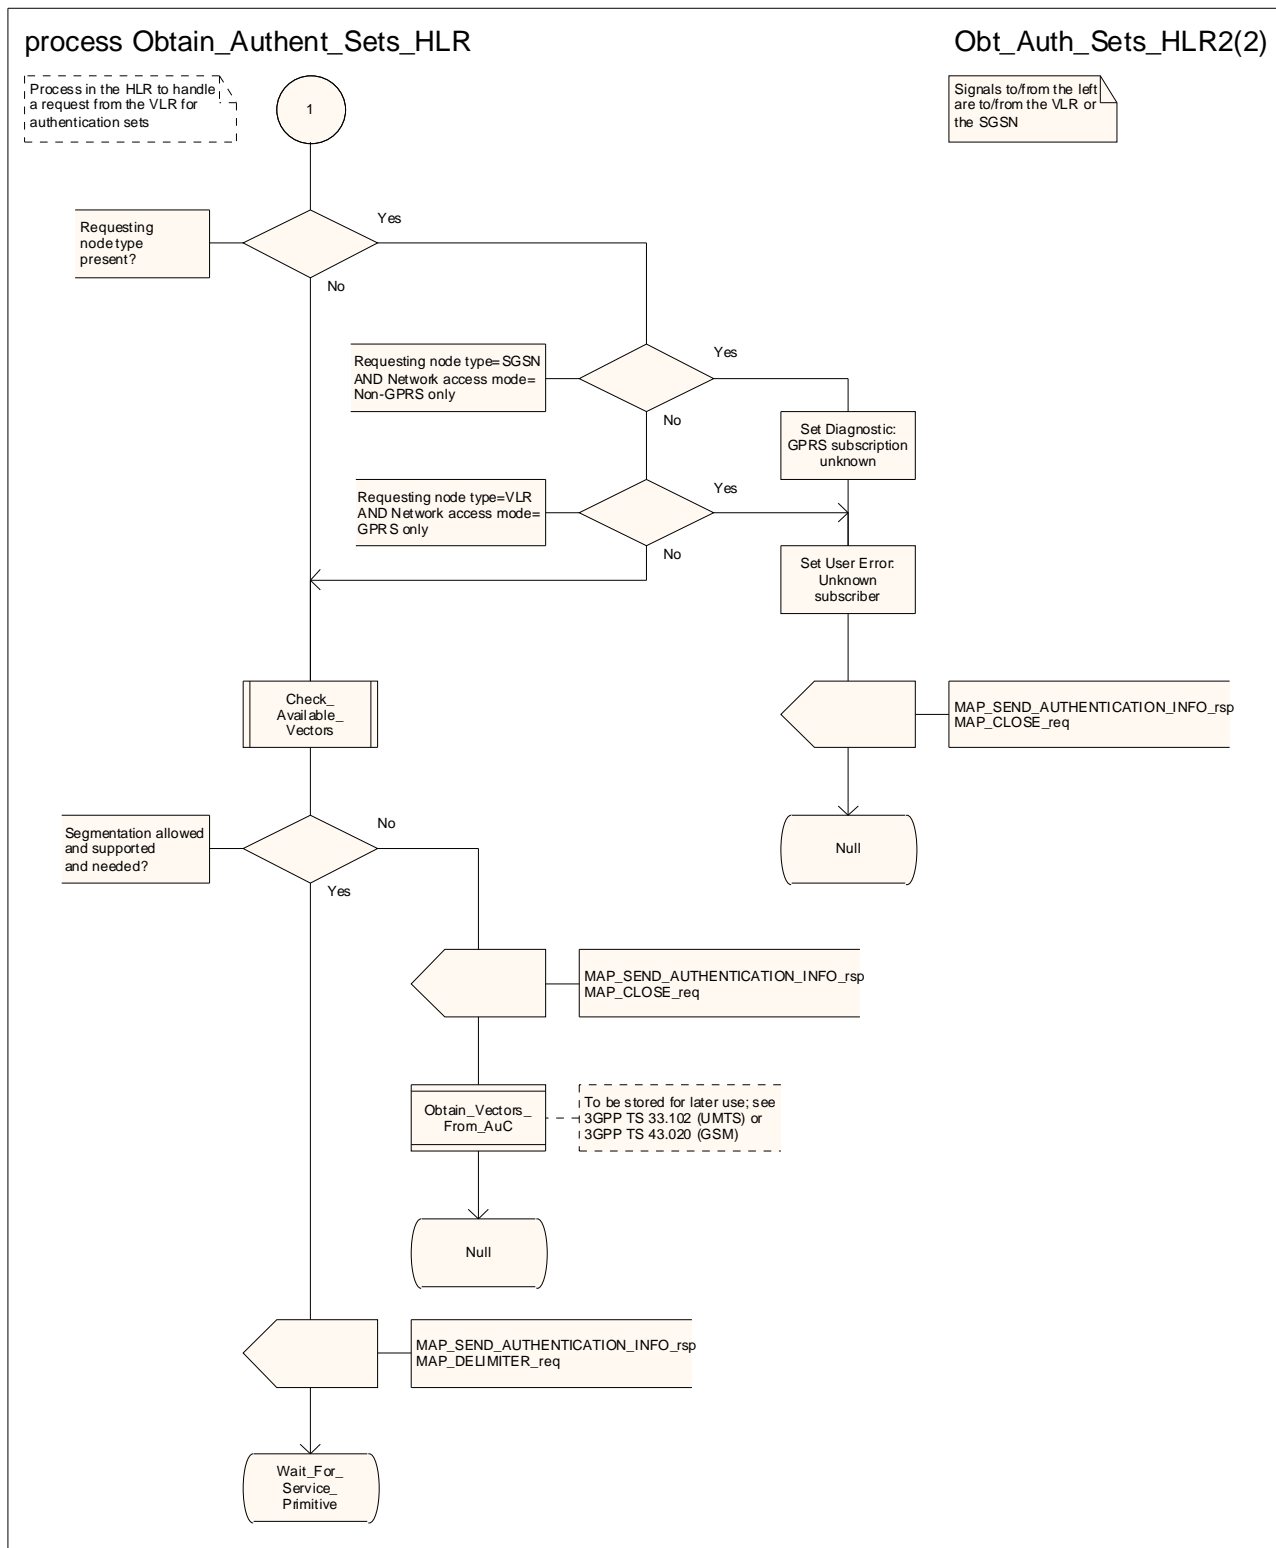 process Obtain_Authent_Sets_HLR
Obt_Auth_Sets_HLR2(2)
Process in the HLR to handle
a request from the VLR for
authentication sets
1
Signals to/from the left
are to/from the VLR or
the SGSN
Requesting
node type
present?
Yes
No
Requesting node type=SGSN
AND Network access mode=
Non-GPRS only
Yes
No
Set Diagnostic:
GPRS subscription
unknown
Requesting node type=VLR
AND Network access mode=
GPRS only
Yes
No
Set User Error:
Unknown
subscriber
Check_
Available_
Vectors
MAP_SEND_AUTHENTICATION_INFO_rsp
MAP_CLOSE_req
Segmentation allowed
and supported
and needed?
No
Yes
Null
MAP_SEND_AUTHENTICATION_INFO_rsp
MAP_CLOSE_req
Obtain_Vectors_
From_AuC
To be stored for later use; see
3GPP TS 33.102 (UMTS) or
3GPP TS 43.020 (GSM)
Null
MAP_SEND_AUTHENTICATION_INFO_rsp
MAP_DELIMITER_req
Wait_For_
Service_
Primitive